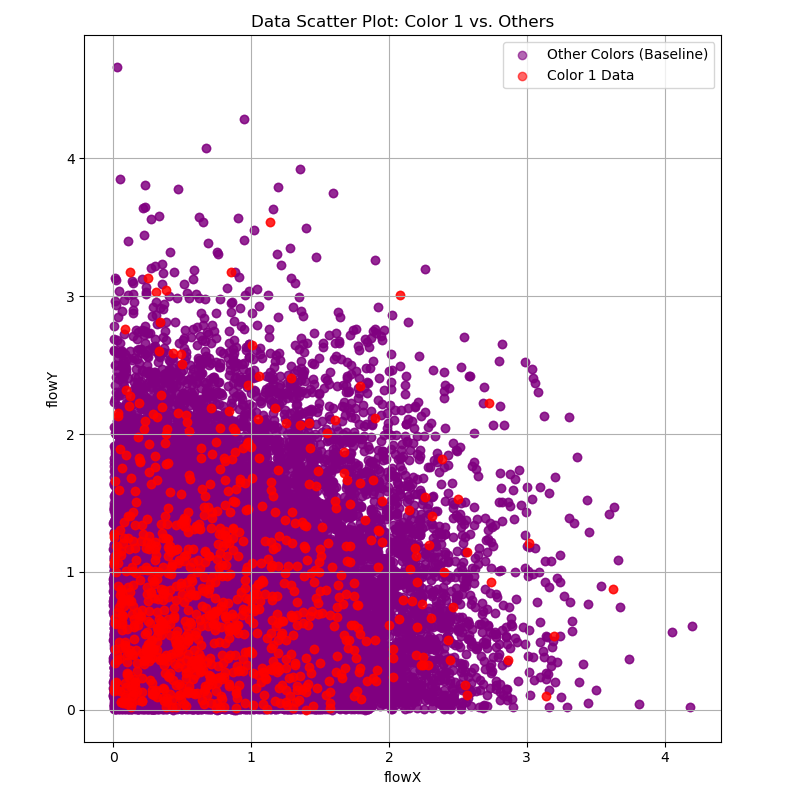 Data Scatter Plot: Color 1 vs. Others
Other Colors (Baseline)
Color 1 Data
4
3
2
1
0
flowY
0 1 2 3 4
flowX